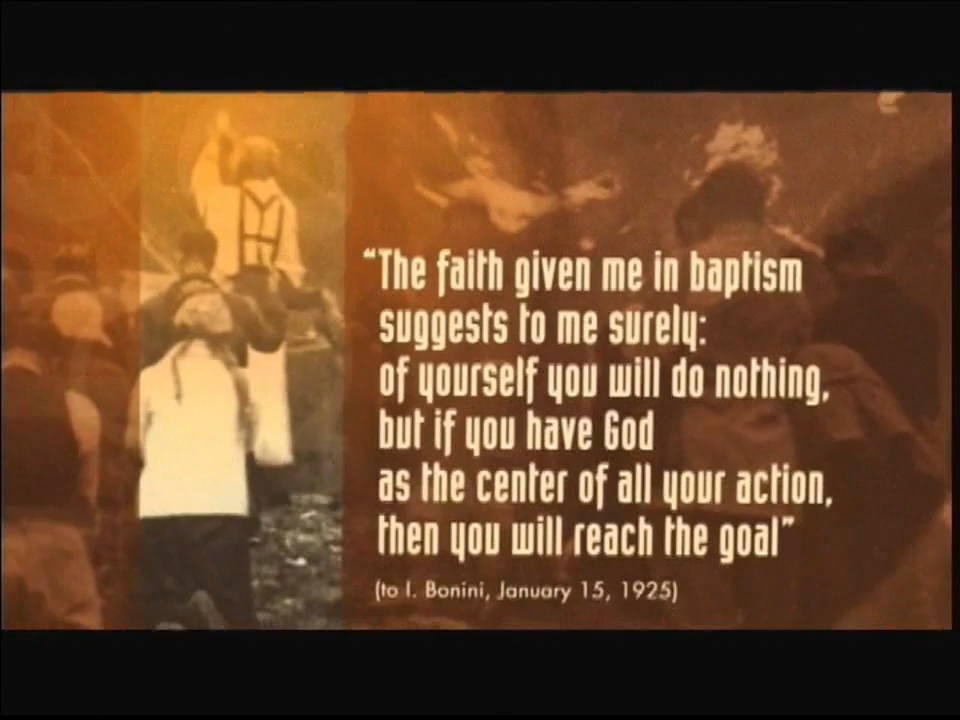 “The faith given me in baptism
suggests to me surely:
of yourself you will do nothing,
but if you have God
as the center of all your action,
then you will reach the goal”
(to I. Bonini, January 15, 1925)